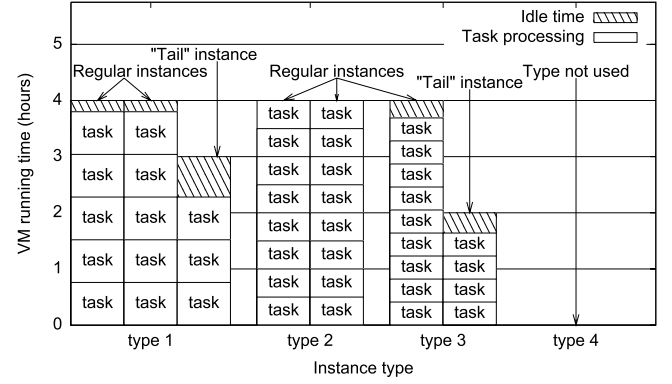 Idle time
Task processing
"Tail" instance
Regular instances
Regular instances
"Tail" instance
Type not used
VM running time (hours)
5
4
3
2
1
0
task task
task task
task task task
task task task
task task task
task task
task task
task task
task task
task task
task task
task task
task task
task
task
task
task
task
task task
task task
task task
task task
type 1
type 2
type 3
type 4
Instance type